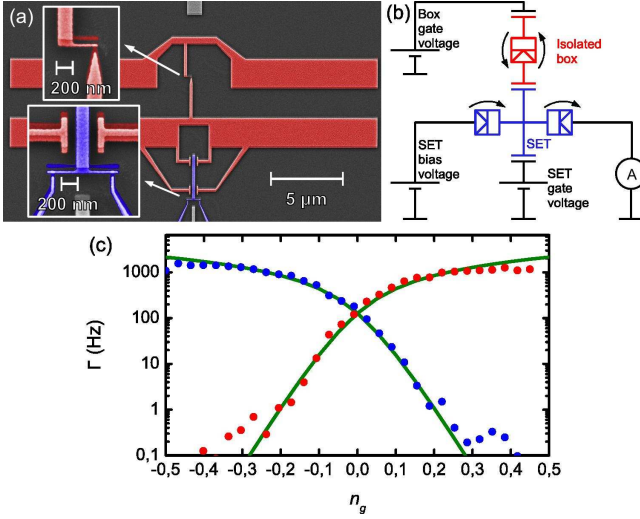 (a)
200 nm
200 nm
5 µm
(b)
Box
gate
voltage
Isolated
box
SET
bias
voltage
SET
SET
gate
voltage
A
(c)
Γ (Hz)
1000
100
10
1
0,1
-0,5 -0,4 -0,3 -0,2 -0,1 0,0 0,1 0,2 0,3 0,4 0,5
n_g